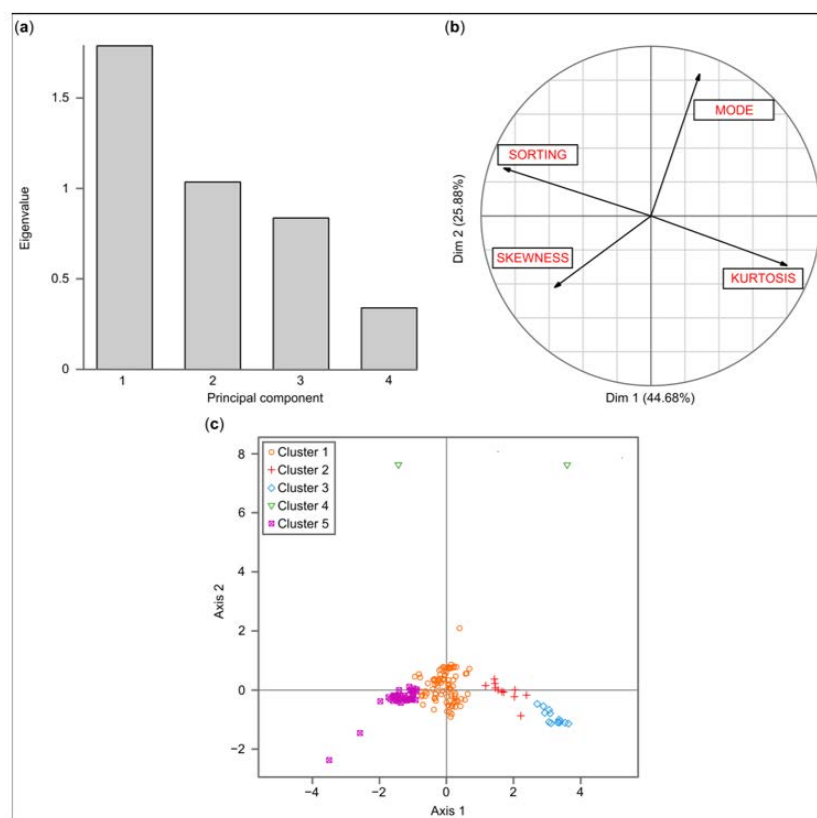 (a)
1.5
1
0.5
0
Eigenvalue
1
2
3
4
Principal component
(b)
MODE
SORTING
SKEWNESS
KURTOSIS
Dim 2 (25.88%)
Dim 1 (44.68%)
(c)
Cluster 1
Cluster 2
Cluster 3
Cluster 4
Cluster 5
8
6
4
2
0
−2
Axis 2
−4
−2
0
2
4
Axis 1